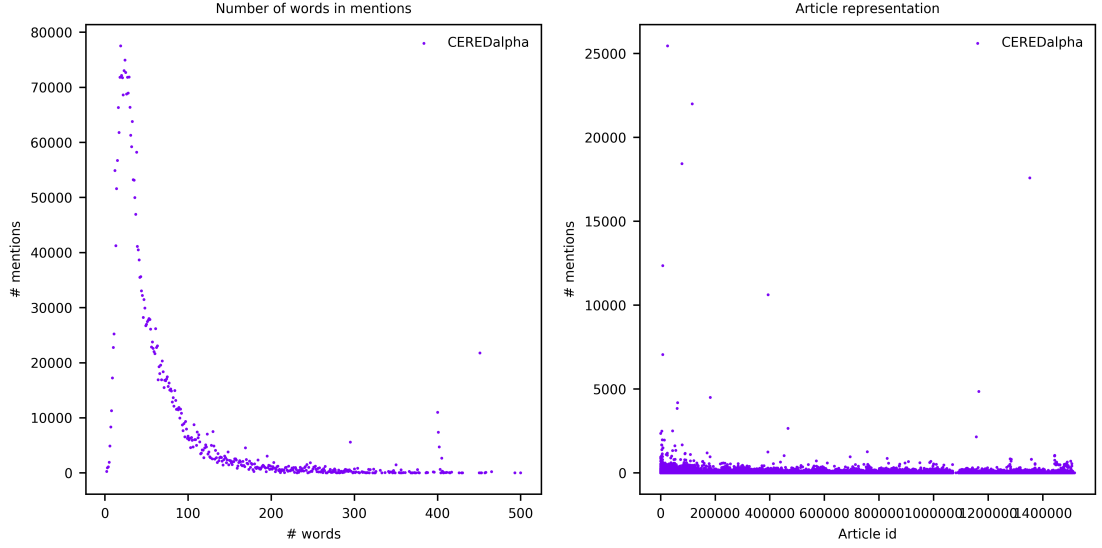 Number of words in mentions
CEREDalpha
80000
70000
60000
50000
40000
30000
20000
10000
0
# mentions
0 100 200 300 400 500
# words
Article representation
CEREDalpha
25000
20000
15000
10000
5000
0
# mentions
0 200000 400000 600000 800000 1000000 1200000 1400000
Article id